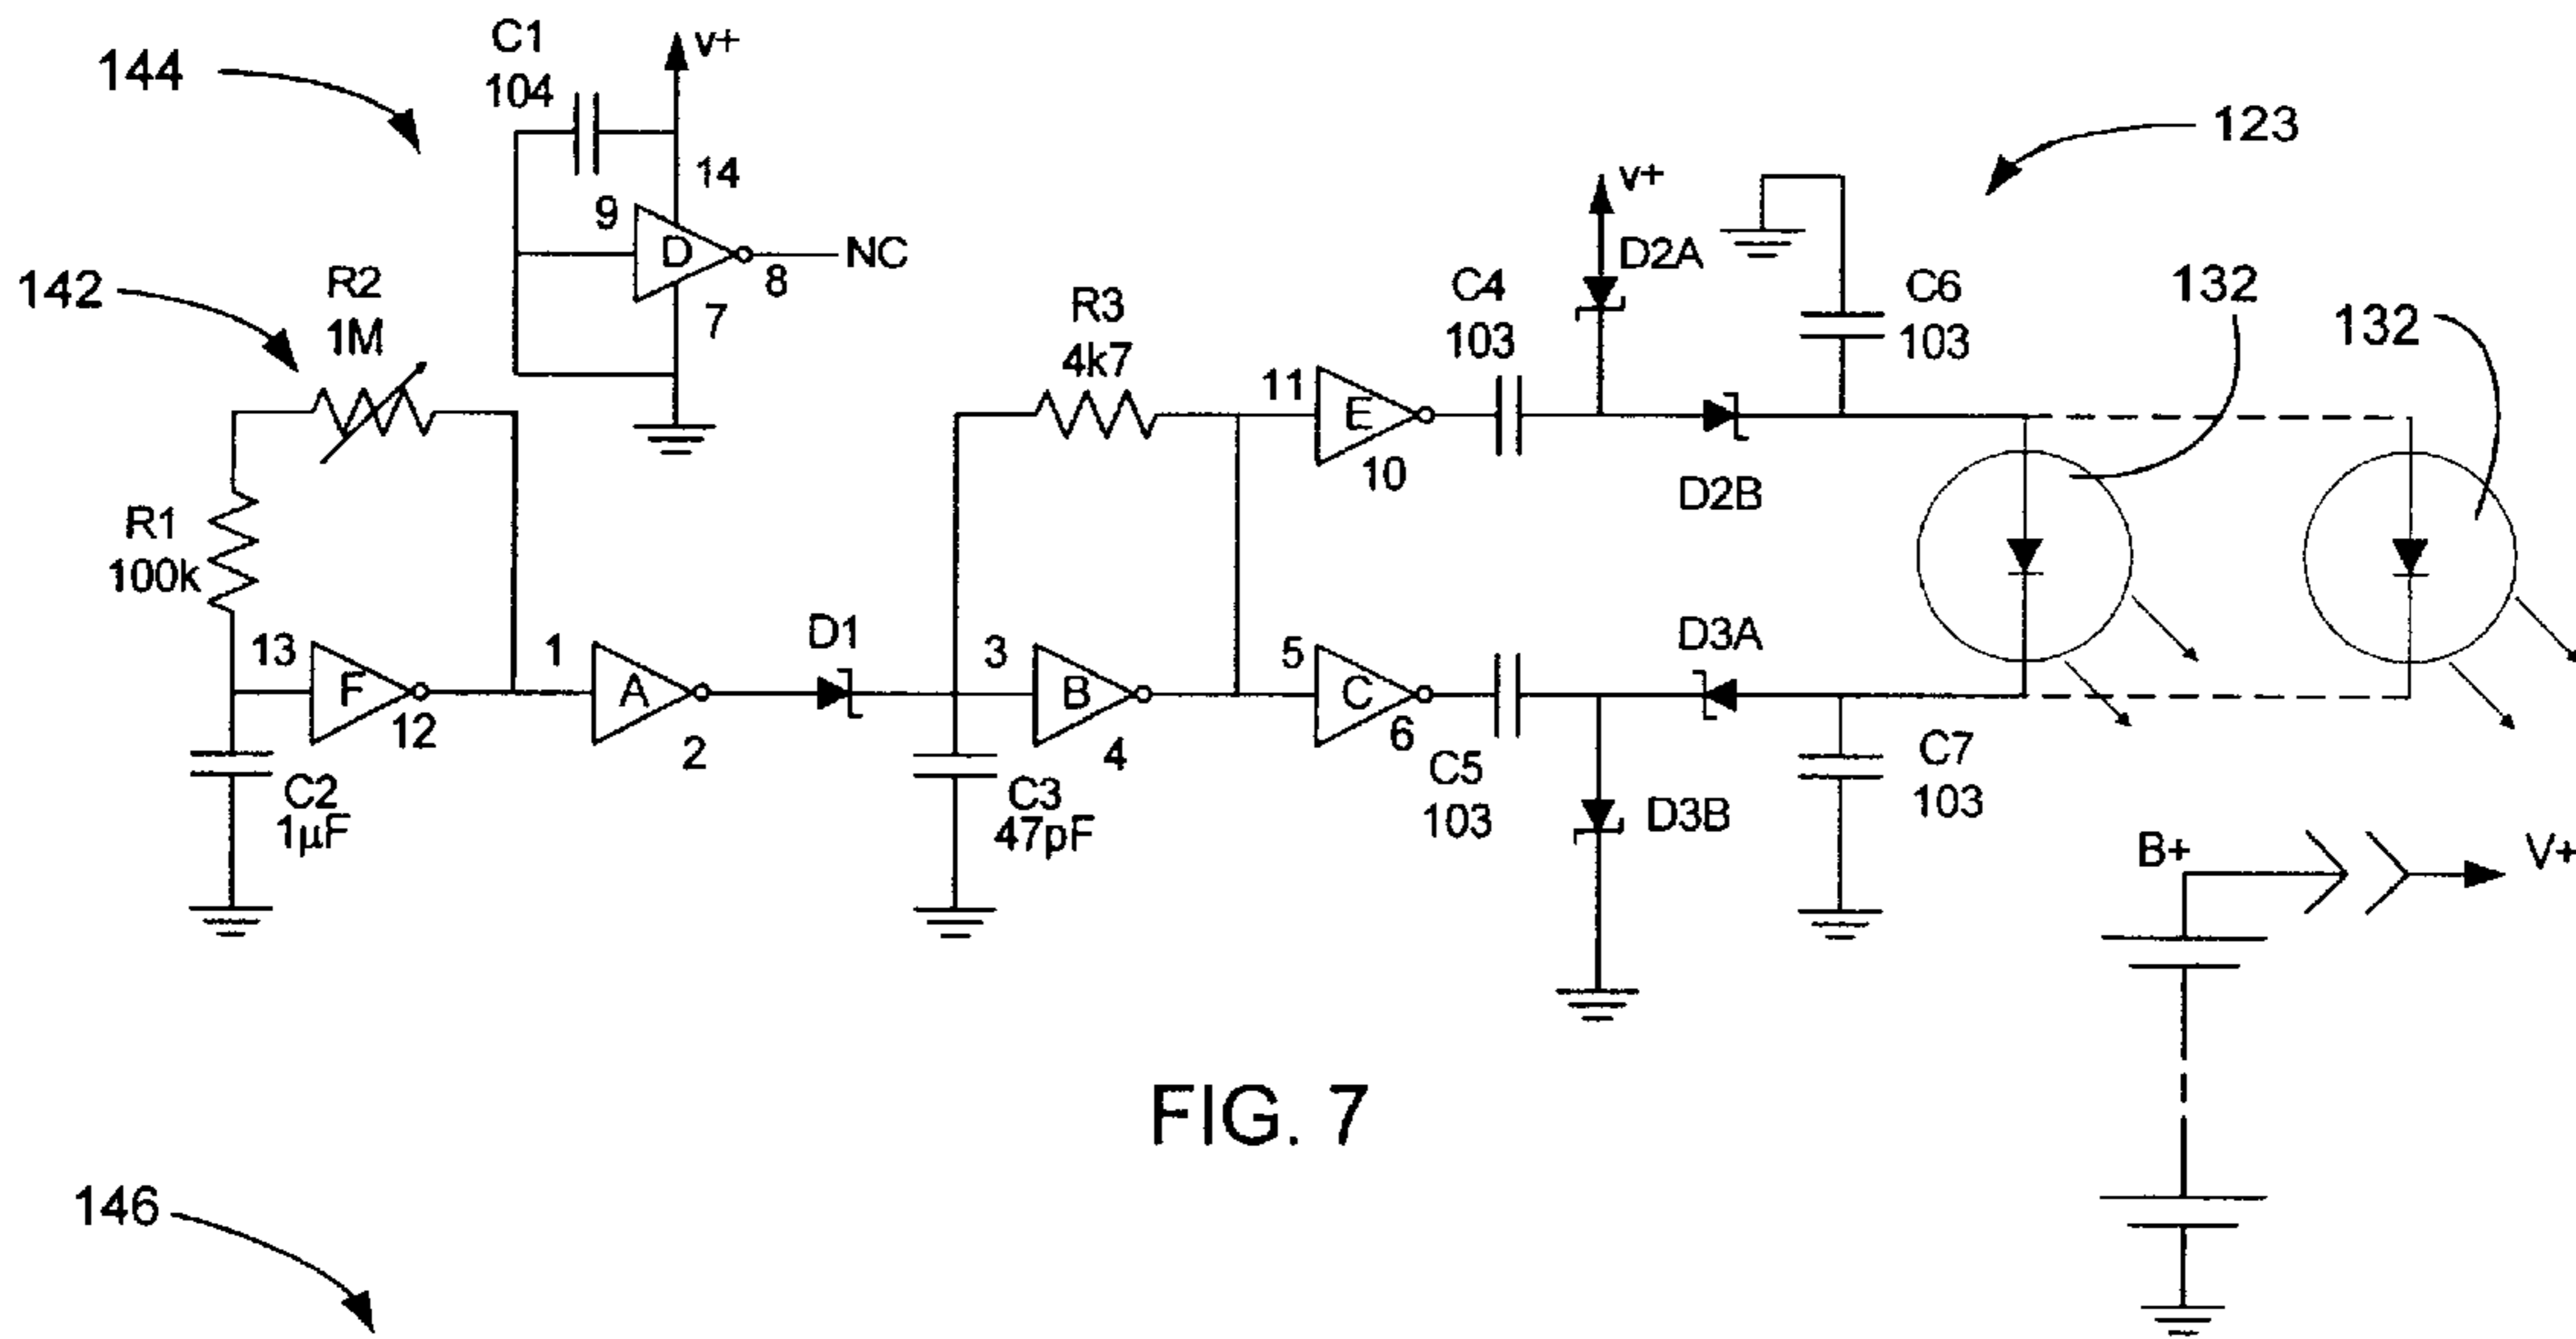 144
C1
104
v+
14
9
D
8
NC
7
123
142
R2
1M
R3
4k7
v+
D2A
C4
103
C6
103
132
132
11
E
10
D2B
R1
100k
13
F
12
1
A
2
D1
3
B
4
5
C
6
D3A
C2
1µF
C3
47pF
C5
103
D3B
C7
103
B+
V+
FIG. 7
146